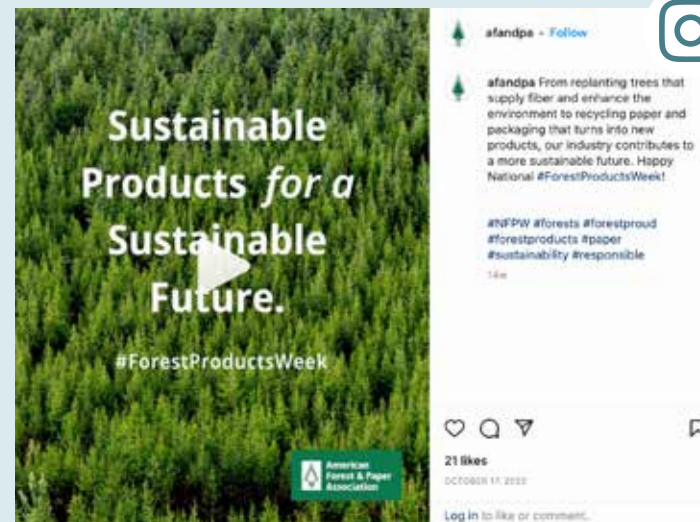 Sustainable
Products for a
Sustainable
Future.
#ForestProductsWeek
American
Forest & Paper
Association
afandpa • Follow
afandpa From replanting trees that
supply fiber and enhance the
environment to recycling paper and
packaging that turns into new
products, our industry contributes to
a more sustainable future. Happy
National #ForestProductsWeek!
#NFPW #forests #forestproud
#forestproducts #paper
#sustainability #responsible
14w
21 likes
OCTOBER 17, 2022
Log in to like or comment.